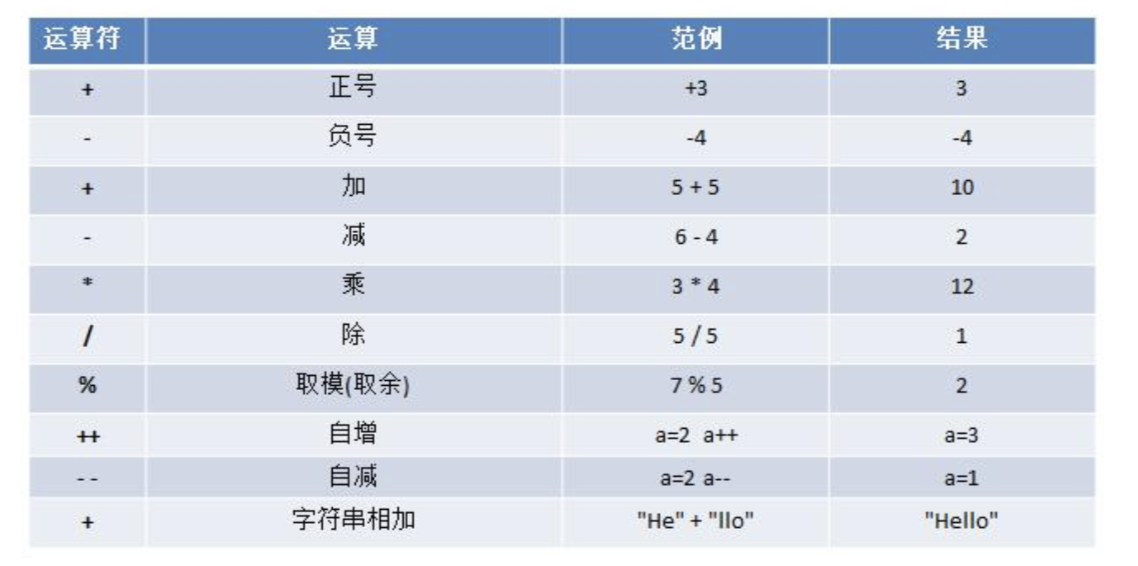 运算符 运算 范例 结果
+ 正号 +3 3
- 负号 -4 -4
+ 加 5 + 5 10
- 减 6 - 4 2
* 乘 3 * 4 12
/ 除 5 / 5 1
% 取模(取余) 7 % 5 2
++ 自增 a=2 a++ a=3
- - 自减 a=2 a-- a=1
+ 字符串相加 "He" + "llo" "Hello"